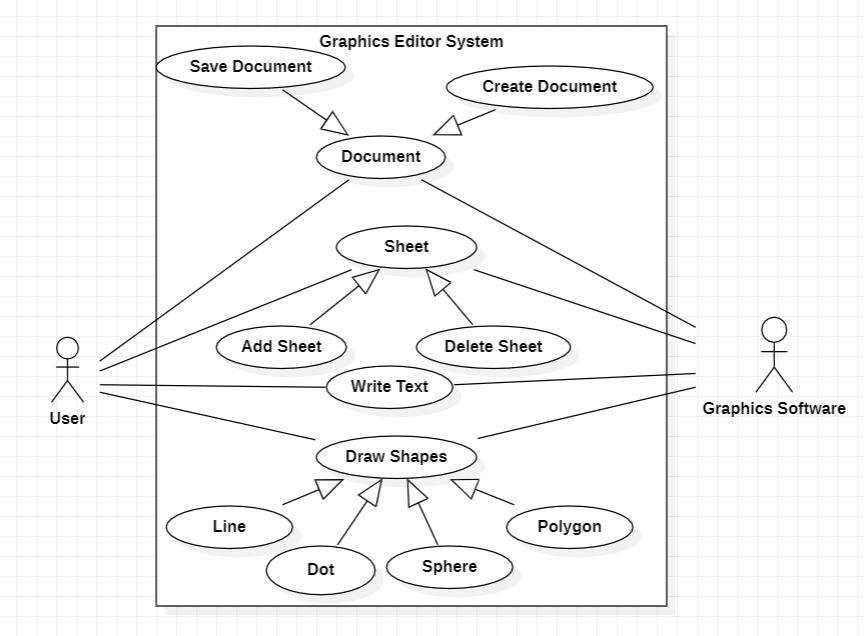 Graphics Editor System
Save Document
Create Document
Document
Sheet
Add Sheet
Delete Sheet
Write Text
User
Graphics Software
Draw Shapes
Line
Polygon
Dot
Sphere